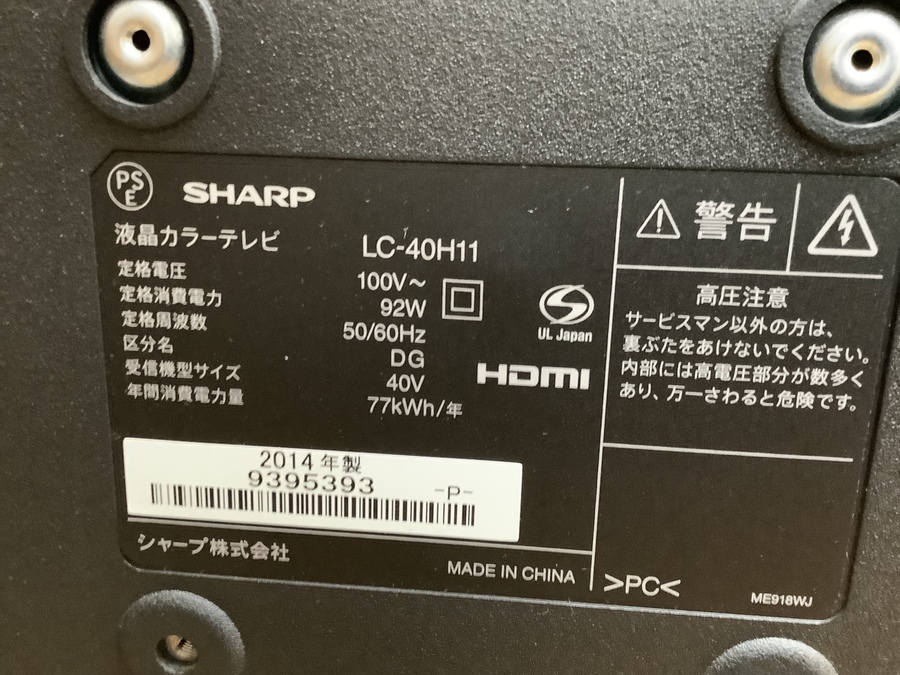 PSE
SHARP
液晶カラーテレビ LC-40H11
定格電圧 100V～
定格消費電力 92W
定格周波数 50/60Hz
区分名 DG
受信機型サイズ 40V
年間消費電力量 77kWh/年
UL Japan
HDMI
2014 年製
9395393 -P-
シャープ株式会社
MADE IN CHINA
警告
高圧注意
サービスマン以外の方は、
裏ぶたをあけないでください。
内部には高電圧部分が数多く
あり、万一さわると危険です。
>PC<
ME918WJ